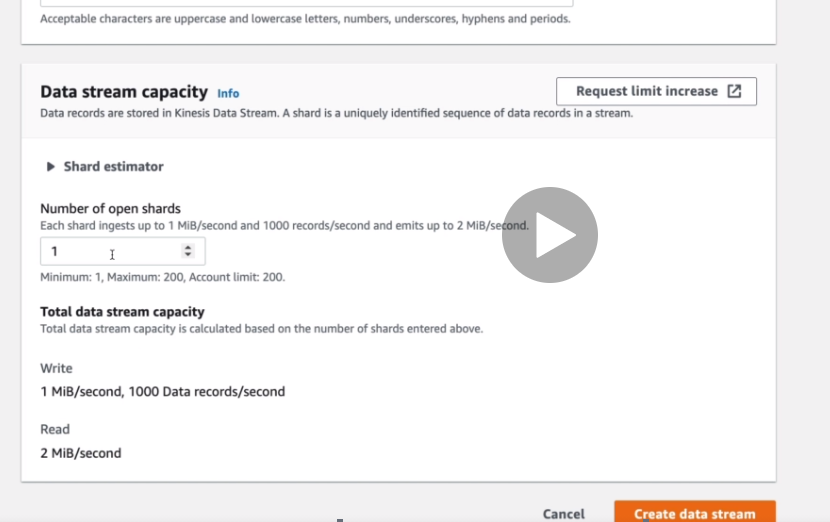 Acceptable characters are uppercase and lowercase letters, numbers, underscores, hyphens and periods.
Data stream capacity Info
Request limit increase
Data records are stored in Kinesis Data Stream. A shard is a uniquely identified sequence of data records in a stream.
Shard estimator
Number of open shards
Each shard ingests up to 1 MiB/second and 1000 records/second and emits up to 2 MiB/second.
1
Minimum: 1, Maximum: 200, Account limit: 200.
Total data stream capacity
Total data stream capacity is calculated based on the number of shards entered above.
Write
1 MiB/second, 1000 Data records/second
Read
2 MiB/second
Cancel
Create data stream